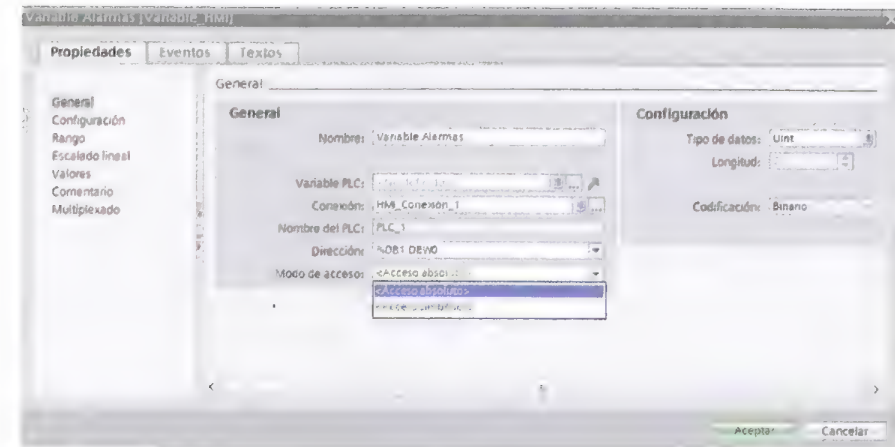 Variable Alarmas [Variable_HMI]
Propiedades Eventos Textos
General
General
Configuración
Rango
Escalado lineal
Valores
Comentario
Multiplexado
General
Nombre: Variable Alarmas
Variable PLC:
Conexión: HMI_Conexión_1
Nombre del PLC: PLC_1
Dirección: %DB1 DBW0
Modo de acceso: <Acceso
<Acceso absoluto>
Configuración
Tipo de datos: UInt
Longitud:
Codificación: Binario
Aceptar Cancelar